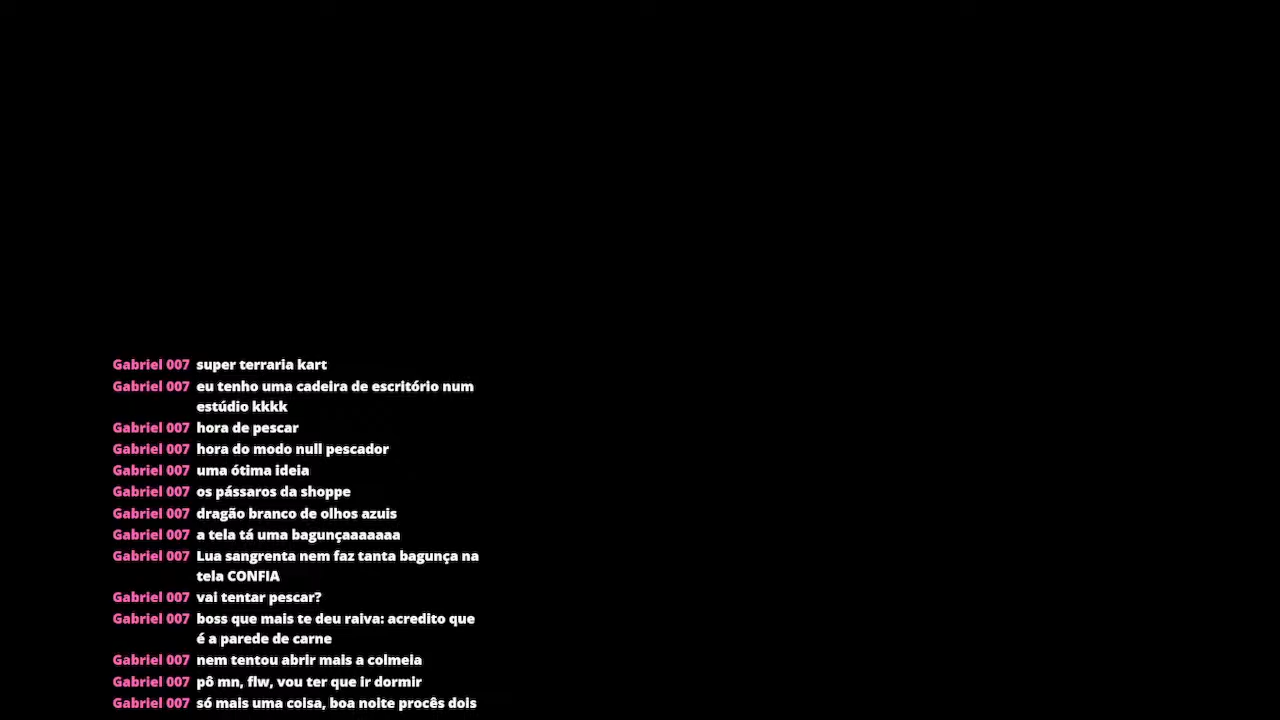 Gabriel 007 super terraria kart
Gabriel 007 eu tenho uma cadeira de escritório num
estúdio kkkk
Gabriel 007 hora de pescar
Gabriel 007 hora do modo null pescador
Gabriel 007 uma ótima ideia
Gabriel 007 os pássaros da shoppe
Gabriel 007 dragão branco de olhos azuis
Gabriel 007 a tela tá uma bagunçaaaaaaa
Gabriel 007 Lua sangrenta nem faz tanta bagunça na
tela CONFIA
Gabriel 007 vai tentar pescar?
Gabriel 007 boss que mais te deu raiva: acredito que
é a parede de carne
Gabriel 007 nem tentou abrir mais a colmeia
Gabriel 007 pô mn, flw, vou ter que ir dormir
Gabriel 007 só mais uma coisa, boa noite procês dois